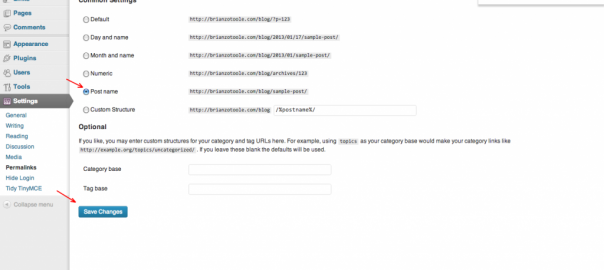 Common Settings
Default http://brianzotoole.com/blog/?p=123
Day and name http://brianzotoole.com/blog/2013/01/17/sample-post/
Month and name http://brianzotoole.com/blog/2013/01/sample-post/
Numeric http://brianzotoole.com/blog/archives/123
Post name http://brianzotoole.com/blog/sample-post/
Custom Structure http://brianzotoole.com/blog /%postname%/
Optional
If you like, you may enter custom structures for your category and tag URLs here. For example, using topics as your category base would make your category links like
http://example.org/topics/uncategorized/ . If you leave these blank the defaults will be used.
Category base
Tag base
Save Changes
Pages
Comments
Appearance
Plugins
Users
Tools
Settings
General
Writing
Reading
Discussion
Media
Permalinks
Hide Login
Tidy TinyMCE
Collapse menu